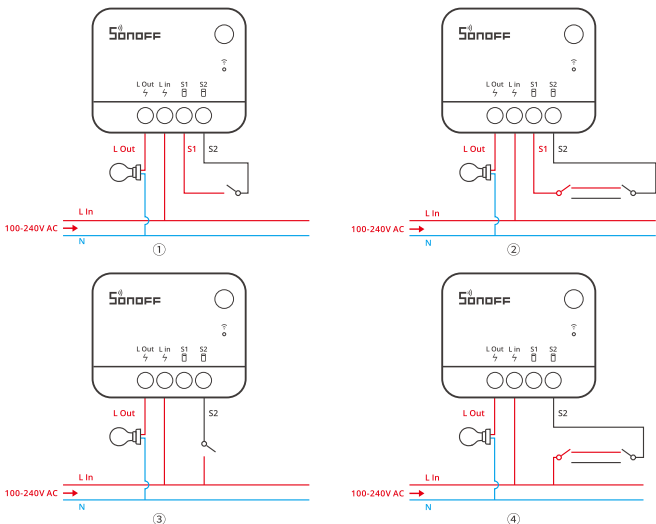 SONOFF
L Out L in S1 S2
L Out S1 S2
L In
100-240V AC
N
①
SONOFF
L Out L in S1 S2
L Out S1 S2
L In
100-240V AC
N
②
SONOFF
L Out L in S1 S2
L Out S2
L In
100-240V AC
N
③
SONOFF
L Out L in S1 S2
L Out S2
L In
100-240V AC
N
④